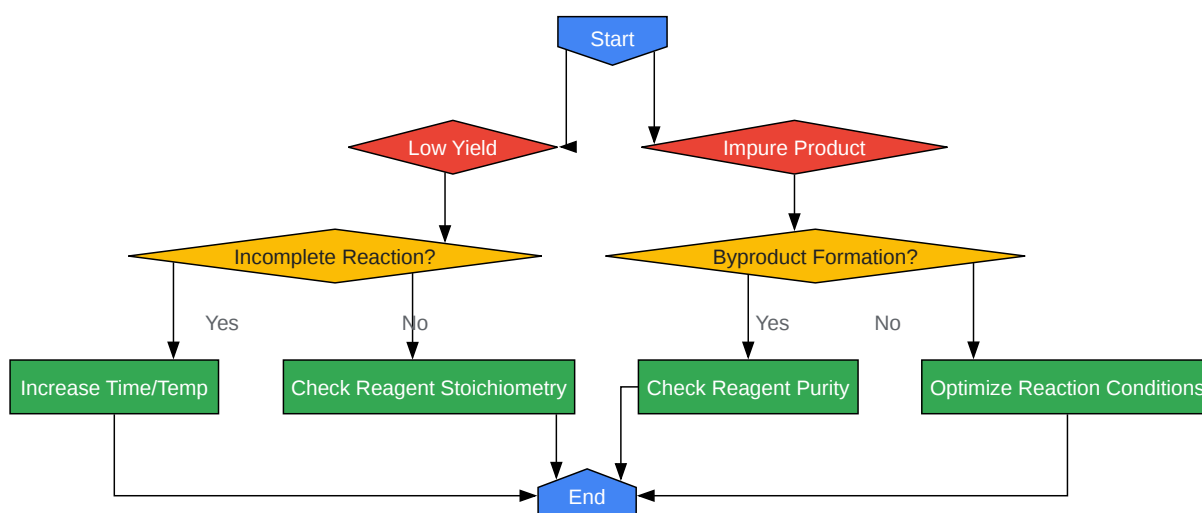 Start
Low Yield
Impure Product
Incomplete Reaction?
Byproduct Formation?
Yes
No
Yes
No
Increase Time/Temp
Check Reagent Stoichiometry
Check Reagent Purity
Optimize Reaction Conditions
End